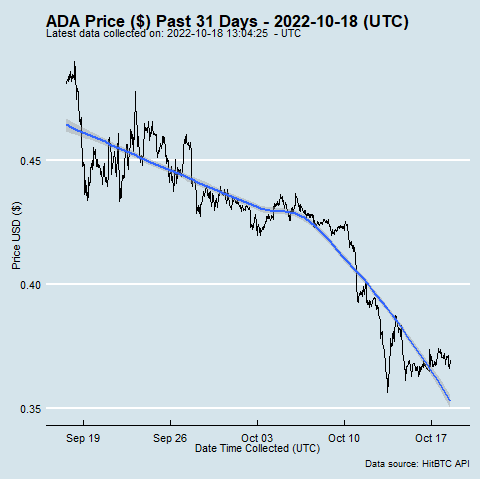 ADA Price ($) Past 31 Days - 2022-10-18 (UTC)
Latest data collected on: 2022-10-18 13:04:25 - UTC
Price USD ($)
0.45
0.40
0.35
Sep 19 Sep 26 Oct 03 Oct 10 Oct 17
Date Time Collected (UTC)
Data source: HitBTC API